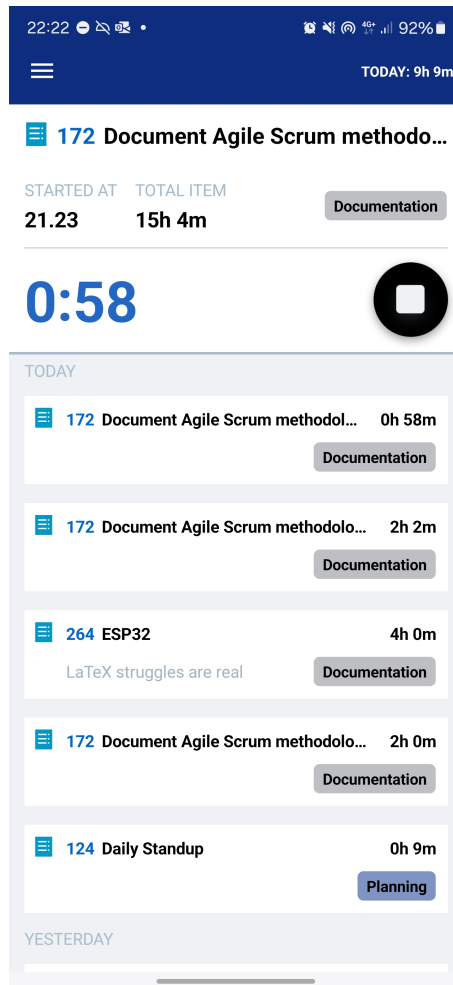 22:22 92%
TODAY: 9h 9m
172 Document Agile Scrum methodo...
STARTED AT TOTAL ITEM
21.23 15h 4m Documentation
0:58
TODAY
172 Document Agile Scrum methodol... 0h 58m
Documentation
172 Document Agile Scrum methodolo... 2h 2m
Documentation
264 ESP32 4h 0m
LaTeX struggles are real Documentation
172 Document Agile Scrum methodolo... 2h 0m
Documentation
124 Daily Standup 0h 9m
Planning
YESTERDAY